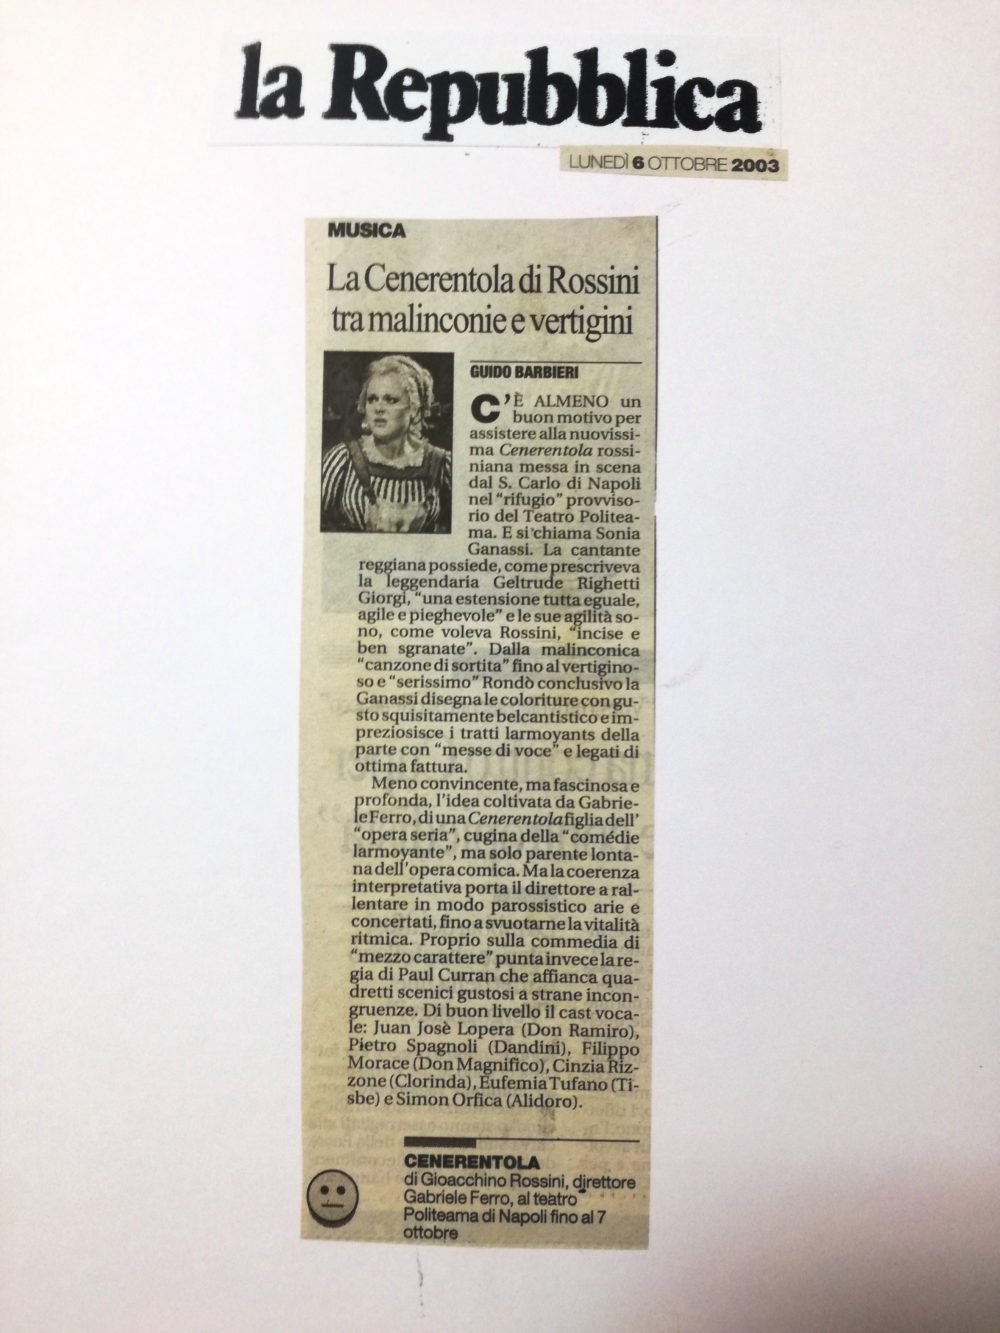 la Repubblica
LUNEDÌ 6 OTTOBRE 2003
MUSICA
La Cenerentola di Rossini
tra malinconie e vertigini
GUIDO BARBIERI
C'È ALMENO un
buon motivo per
assistere alla nuovissi-
ma Cenerentola rossi-
niana messa in scena
dal S. Carlo di Napoli
nel "rifugio" provviso-
rio del Teatro Politea-
ma. E si chiama Sonia
Ganassi. La cantante
reggiana possiede, come prescriveva
la leggendaria Geltrude Righetti
Giorgi, "una estensione tutta eguale,
agile e pieghevole" e le sue agilità so-
no, come voleva Rossini, "incise e
ben sgranate". Dalla malinconica
"canzone di sortita" fino al vertigino-
so e "serissimo" Rondò conclusivo la
Ganassi disegna le coloriture con gu-
sto squisitamente belcantistico e im-
preziosisce i tratti larmoyants della
parte con "messe di voce" e legati di
ottima fattura.
Meno convincente, ma fascinosa e
profonda, l'idea coltivata da Gabrie-
le Ferro, di una Cenerentola figlia dell'
"opera seria", cugina della "comédie
larmoyante", ma solo parente lonta-
na dell'opera comica. Ma la coerenza
interpretativa porta il direttore a ral-
lentare in modo parossistico arie e
concertati, fino a svuotarne la vitalità
ritmica. Proprio sulla commedia di
"mezzo carattere" punta invece la re-
gia di Paul Curran che affianca qua-
dretti scenici gustosi a strane incon-
gruenze. Di buon livello il cast voca-
le: Juan Josè Lopera (Don Ramiro),
Pietro Spagnoli (Dandini), Filippo
Morace (Don Magnifico), Cinzia Riz-
zone (Clorinda), Eufemia Tufano (Ti-
sbe) e Simon Orfica (Alidoro).
CENERENTOLA
di Gioacchino Rossini, direttore
Gabriele Ferro, al teatro
Politeama di Napoli fino al 7
ottobre